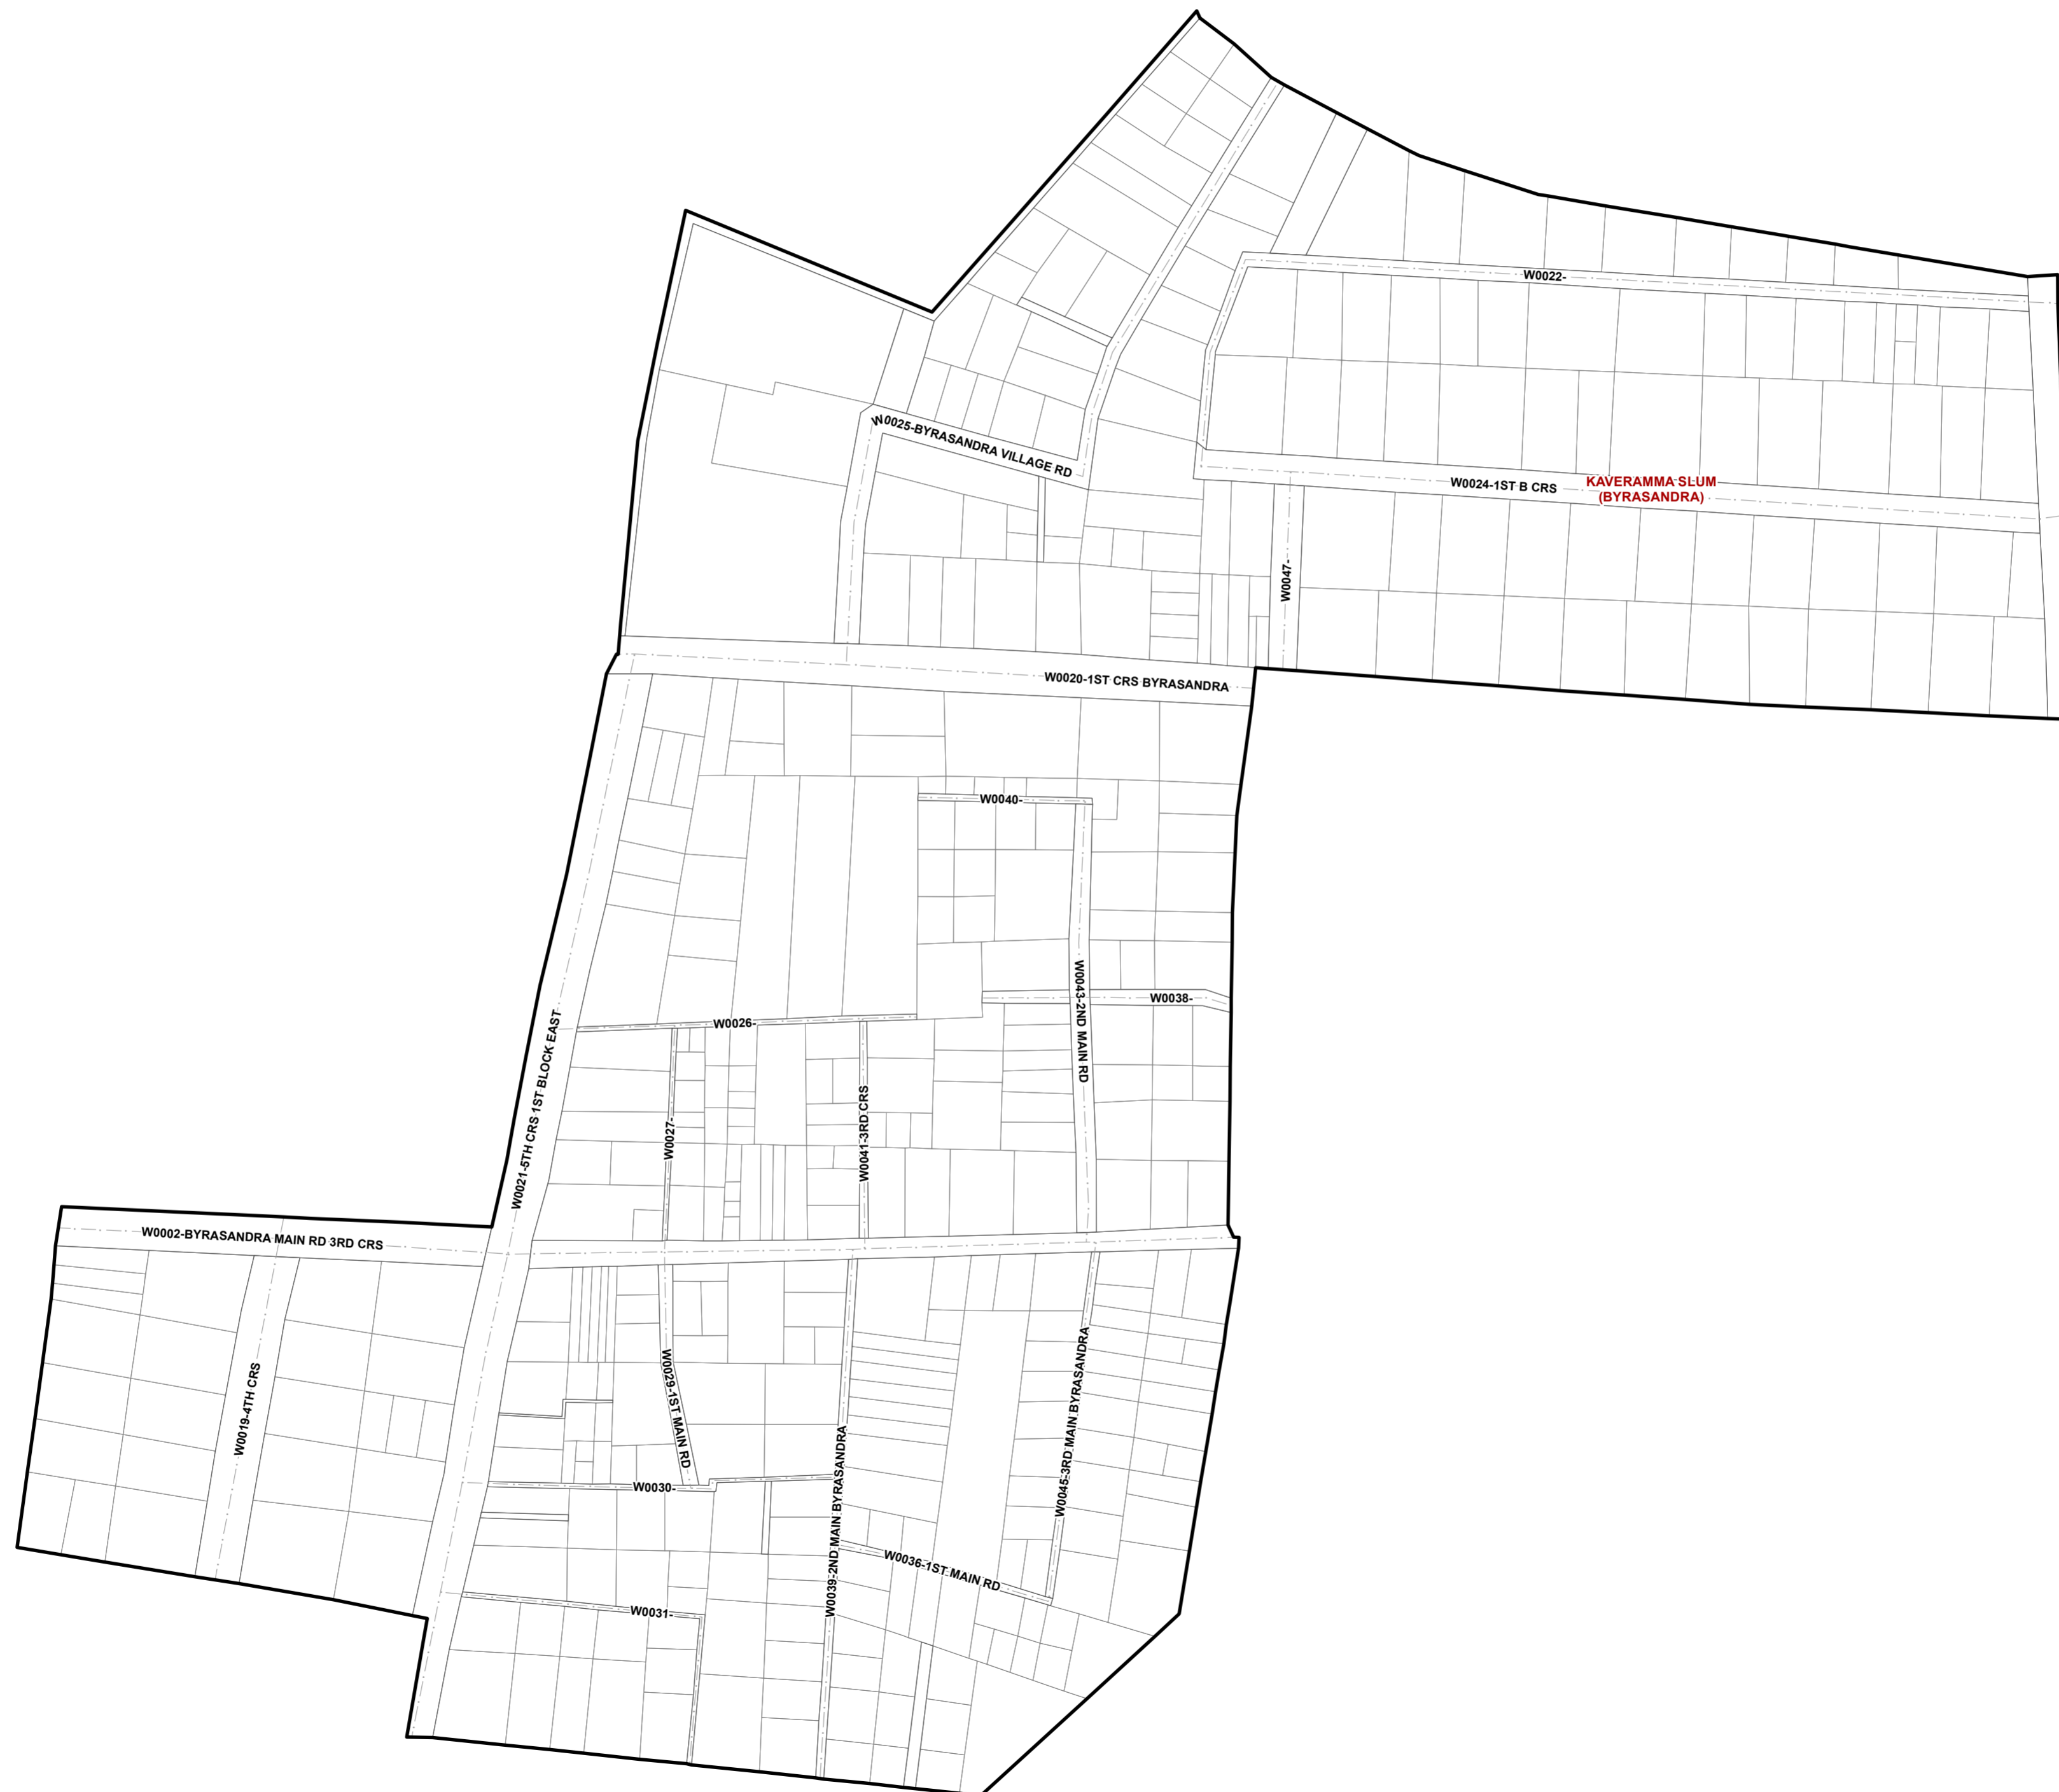 W0022-
W0025-BYRASANDRA VILLAGE RD
W0024-1ST B CRS
KAVERAMMA SLUM
(BYRASANDRA)
W0047-
W0020-1ST CRS BYRASANDRA
W0040-
W0043-2ND MAIN RD
W0038-
W0026-
W0021-5TH CRS 1ST BLOCK EAST
W0027-
W0041-3RD CRS
W0002-BYRASANDRA MAIN RD 3RD CRS
W0019-4TH CRS
W0029-1ST MAIN RD
W0045-3RD MAIN BYRASANDRA
W0030-
W0039-2ND MAIN BYRASANDRA
W0036-1ST MAIN RD
W0031-